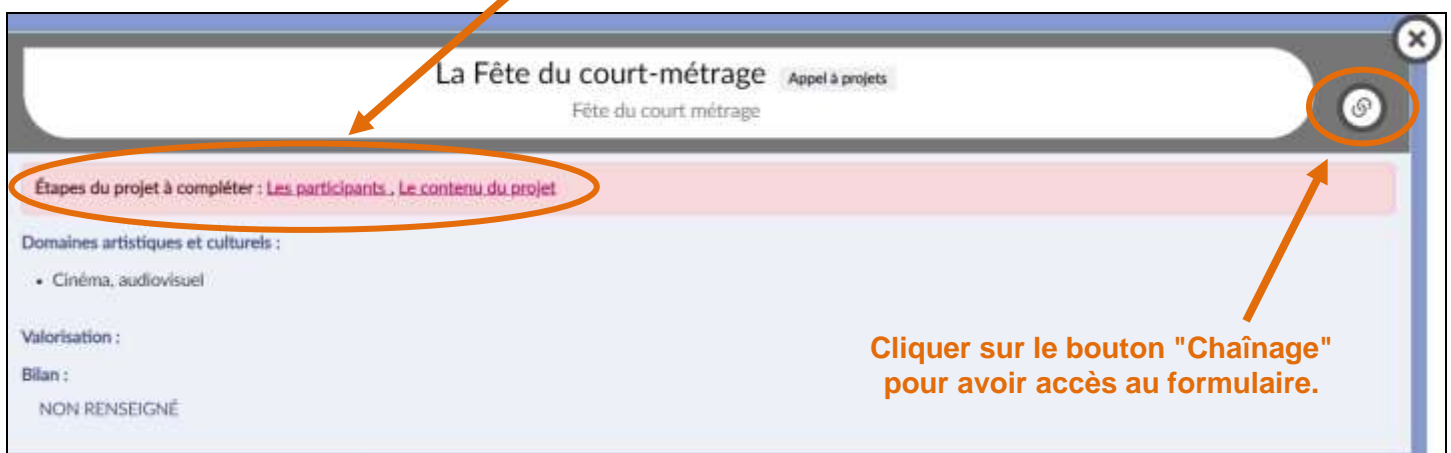 La Fête du court-métrage Appel à projets
Fête du court métrage
Étapes du projet à compléter : Les participants , Le contenu du projet
Domaines artistiques et culturels :
• Cinéma, audiovisuel
Valorisation :
Bilan :
NON RENSEIGNÉ
Cliquer sur le bouton "Chaînage"
pour avoir accès au formulaire.